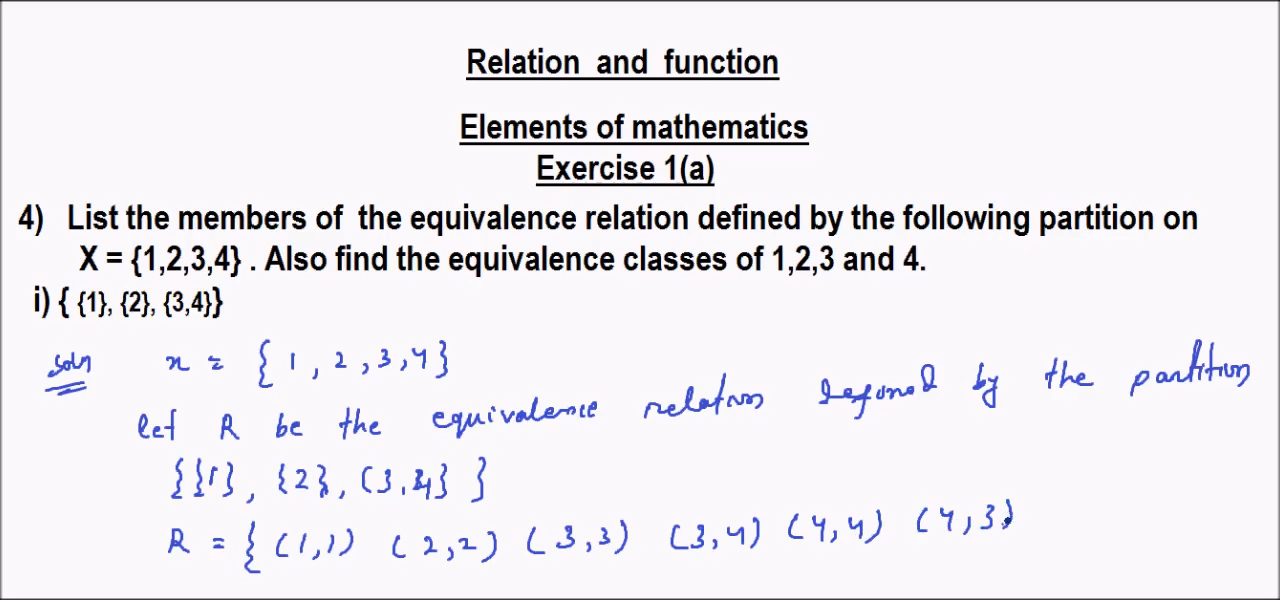 Relation and function
Elements of mathematics
Exercise 1(a)
4) List the members of the equivalence relation defined by the following partition on
X = {1,2,3,4} . Also find the equivalence classes of 1,2,3 and 4.
i) { {1}, {2}, {3,4}}
Soln x = { 1 , 2 , 3 , 4 }
let R be the equivalence relation defined by the partition
{ {1} , {2} , {3,4} }
R = { (1,1) (2,2) (3,3) (3,4) (4,4) (4,3)